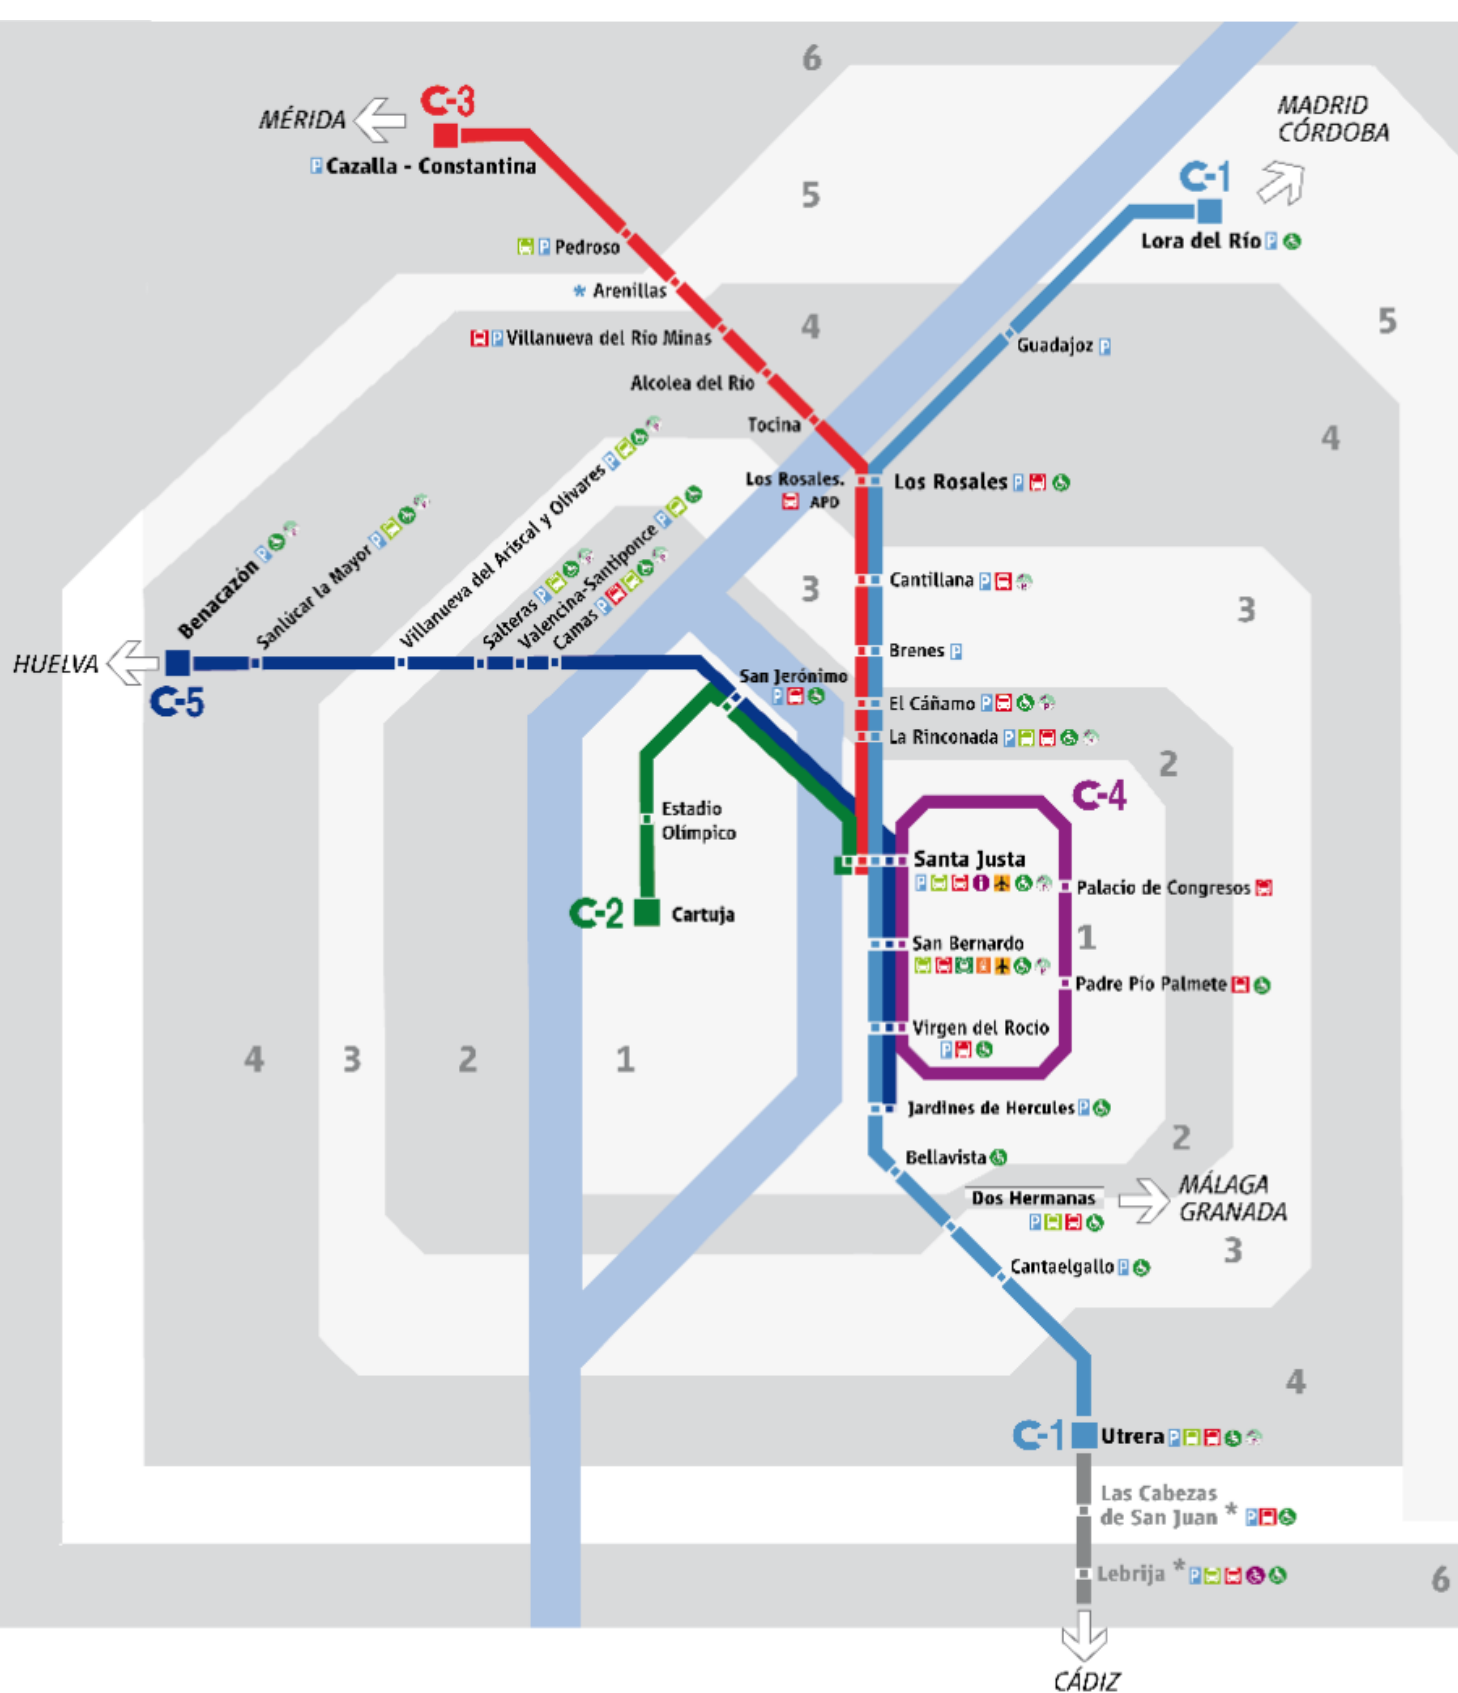 6
MÉRIDA
C-3
Cazalla - Constantina
MADRID
CÓRDOBA
C-1
Lora del Río
5
Pedroso
* Arenillas
4
Villanueva del Río Minas
5
Guadajoz
Alcolea del Río
Tocina
4
Los Rosales.
APD
Los Rosales
Benacazón
Sanlúcar la Mayor
Villanueva del Ariscal y Olivares
Salteras
Valencina-Santiponce
Camas
3
Cantillana
3
Brenes
HUELVA
C-5
San Jerónimo
El Cáñamo
La Rinconada
2
C-4
Estadio
Olímpico
Santa Justa
Palacio de Congresos
C-2
Cartuja
San Bernardo
1
Padre Pío Palmete
Virgen del Rocío
4
3
2
1
Jardines de Hercules
2
Bellavista
Dos Hermanas
MÁLAGA
GRANADA
3
Cantaelgallo
4
C-1
Utrera
Las Cabezas
de San Juan *
Lebrija *
6
CÁDIZ